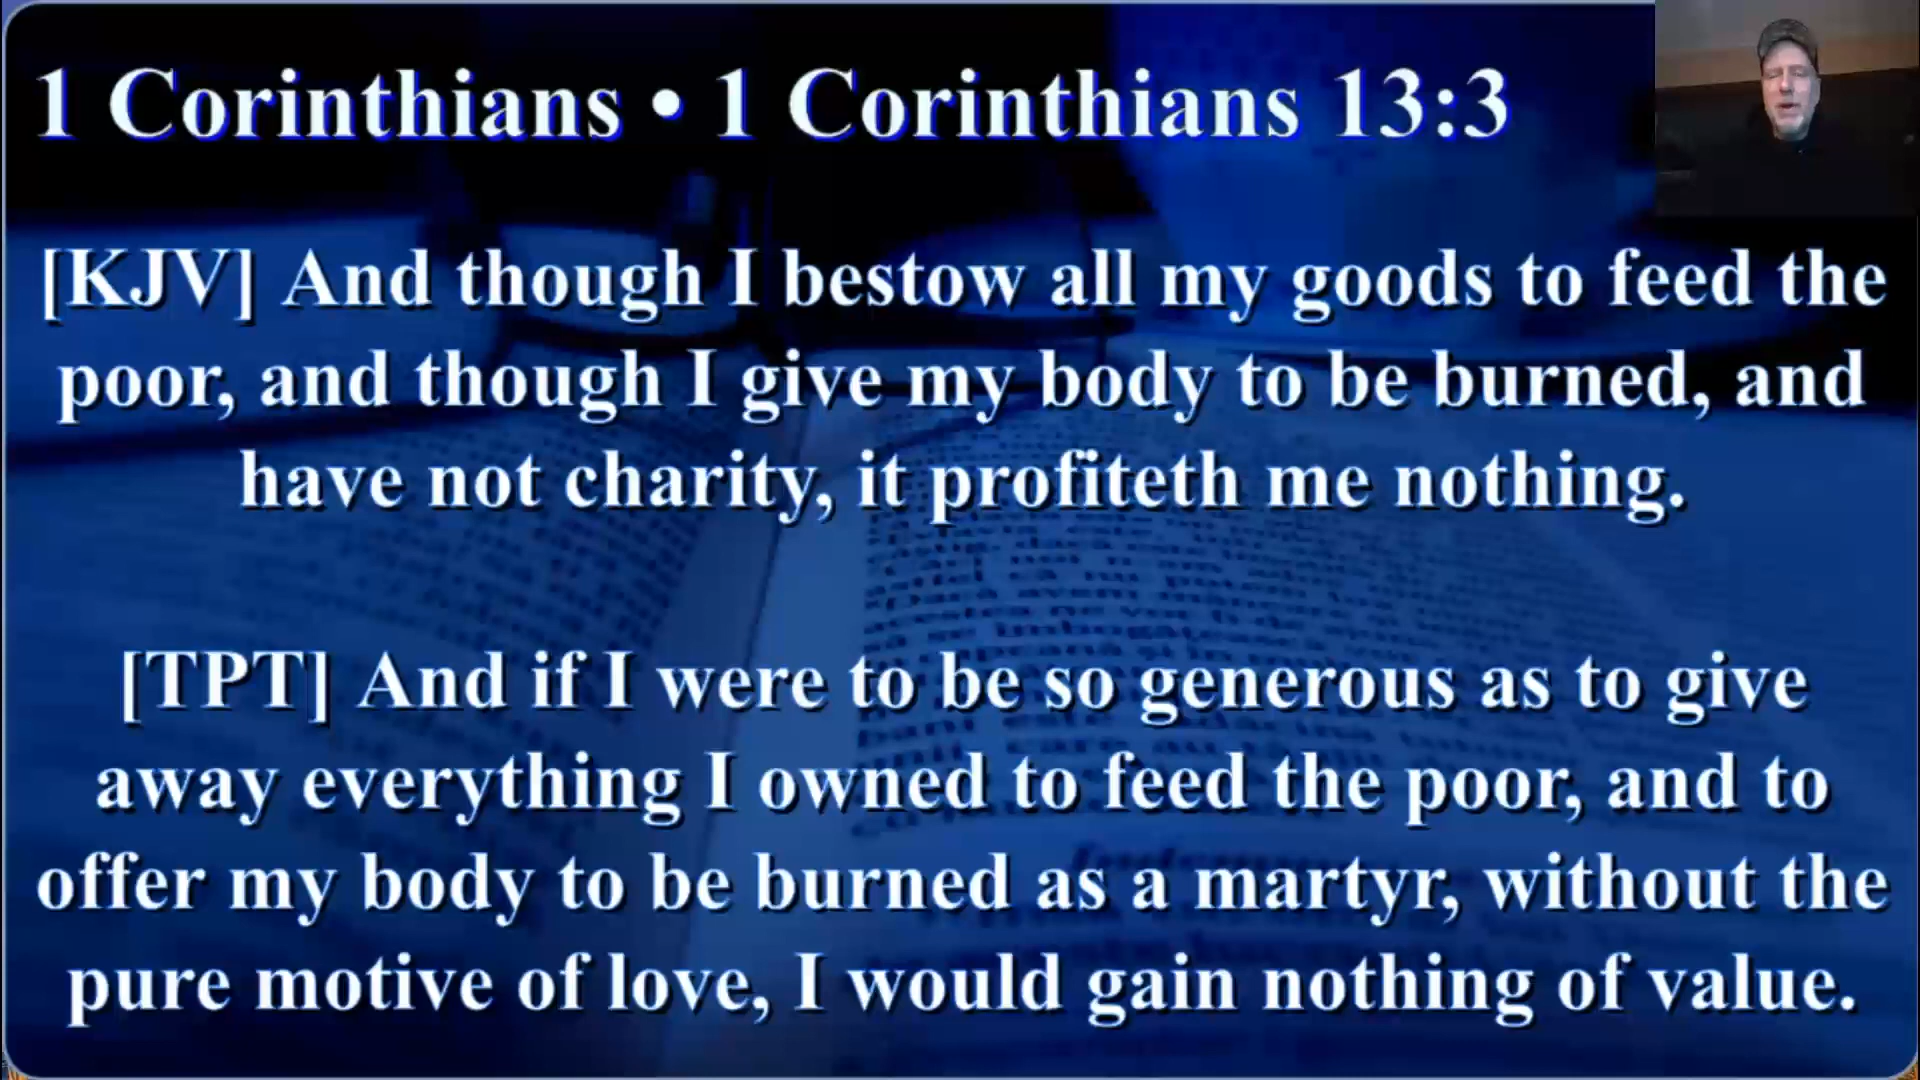 1 Corinthians • 1 Corinthians 13:3
[KJV] And though I bestow all my goods to feed the
poor, and though I give my body to be burned, and
have not charity, it profiteth me nothing.
[TPT] And if I were to be so generous as to give
away everything I owned to feed the poor, and to
offer my body to be burned as a martyr, without the
pure motive of love, I would gain nothing of value.